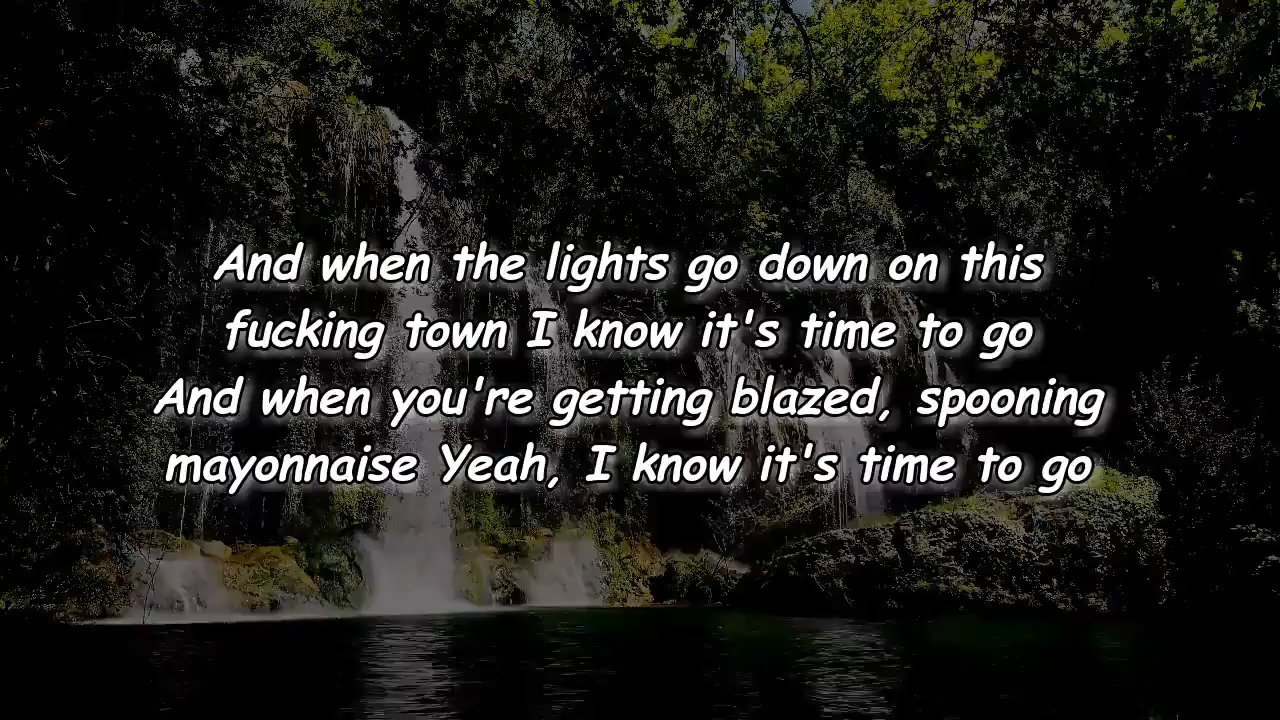 And when the lights go down on this
fucking town I know it's time to go
And when you're getting blazed, spooning
mayonnaise Yeah, I know it's time to go